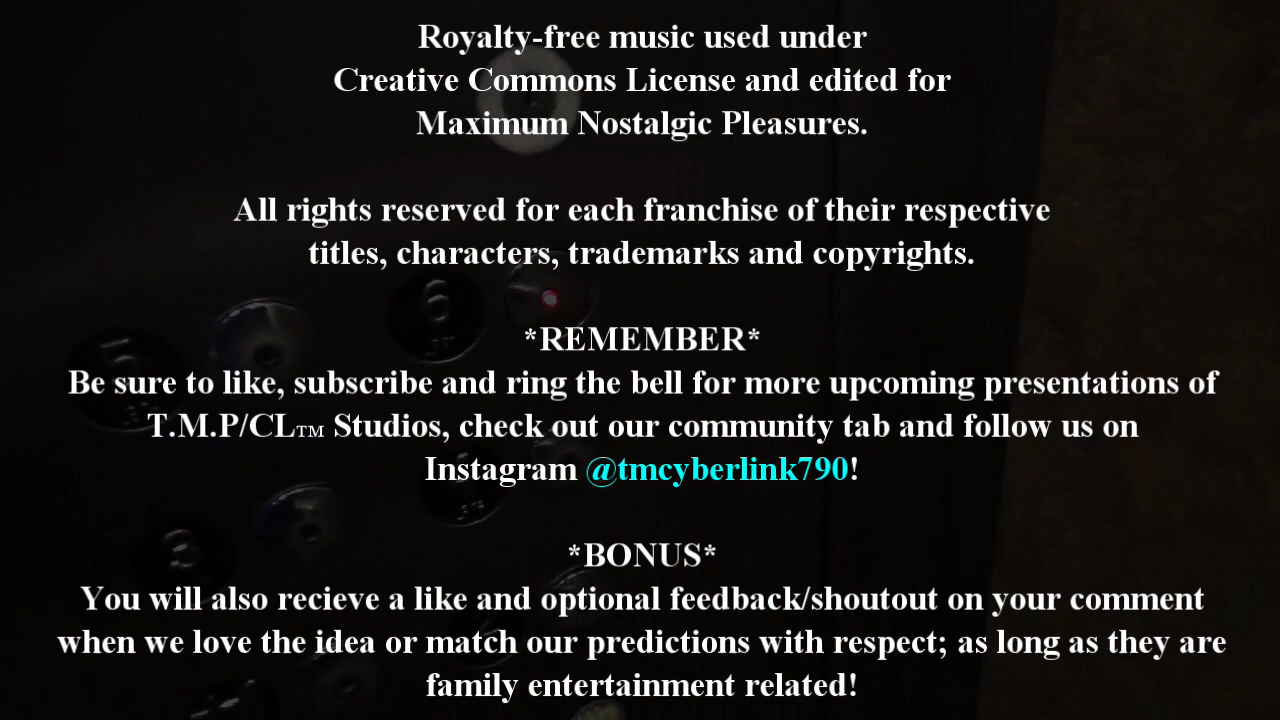 Royalty-free music used under
Creative Commons License and edited for
Maximum Nostalgic Pleasures.
All rights reserved for each franchise of their respective
titles, characters, trademarks and copyrights.
*REMEMBER*
Be sure to like, subscribe and ring the bell for more upcoming presentations of
T.M.P/CL™ Studios, check out our community tab and follow us on
Instagram @tmcyberlink790!
*BONUS*
You will also recieve a like and optional feedback/shoutout on your comment
when we love the idea or match our predictions with respect; as long as they are
family entertainment related!
6
5
3